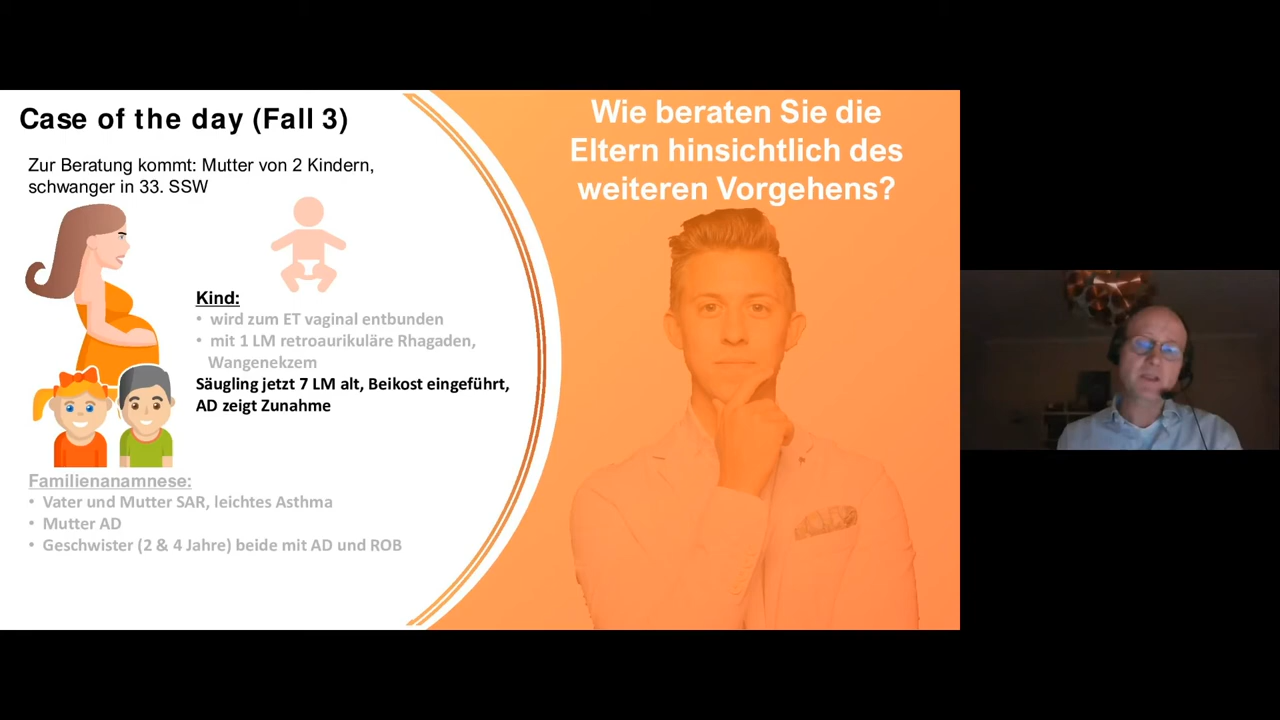 Case of the day (Fall 3)
Zur Beratung kommt: Mutter von 2 Kindern,
schwanger in 33. SSW
Kind:
• wird zum ET vaginal entbunden
• mit 1 LM retroaurikuläre Rhagaden,
Wangenekzem
Säugling jetzt 7 LM alt, Beikost eingeführt,
AD zeigt Zunahme
Familienanamnese:
• Vater und Mutter SAR, leichtes Asthma
• Mutter AD
• Geschwister (2 & 4 Jahre) beide mit AD und ROB
Wie beraten Sie die
Eltern hinsichtlich des
weiteren Vorgehens?